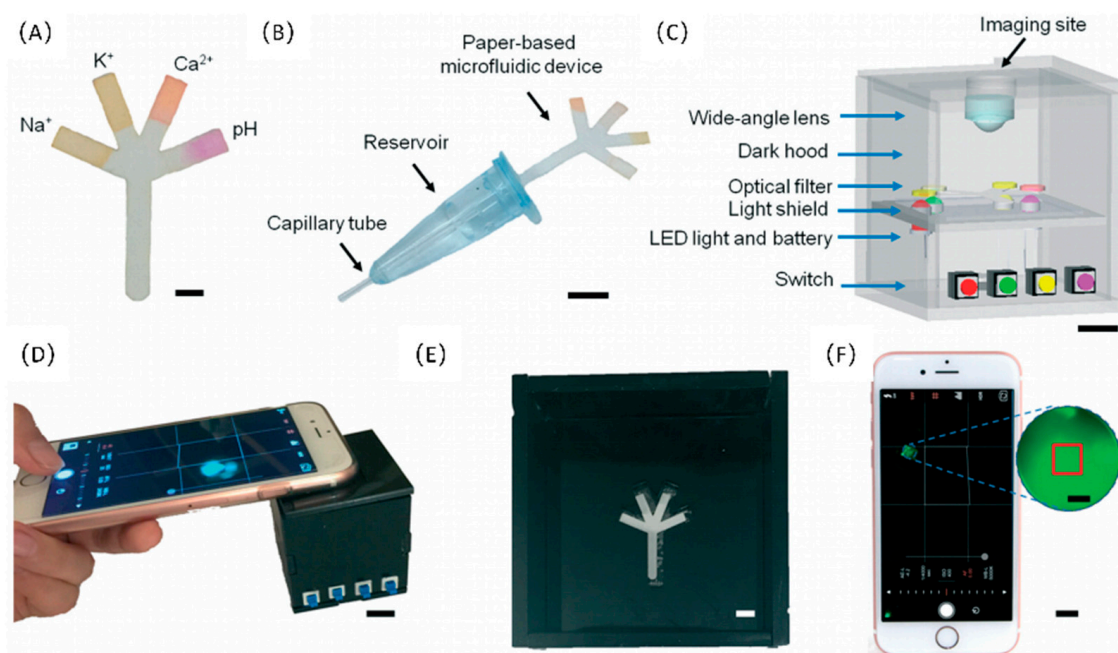 (A)
K⁺
Ca²⁺
Na⁺
pH
(B)
Paper-based
microfluidic device
Reservoir
Capillary tube
(C)
Imaging site
Wide-angle lens
Dark hood
Optical filter
Light shield
LED light and battery
Switch
(D)
(E)
(F)